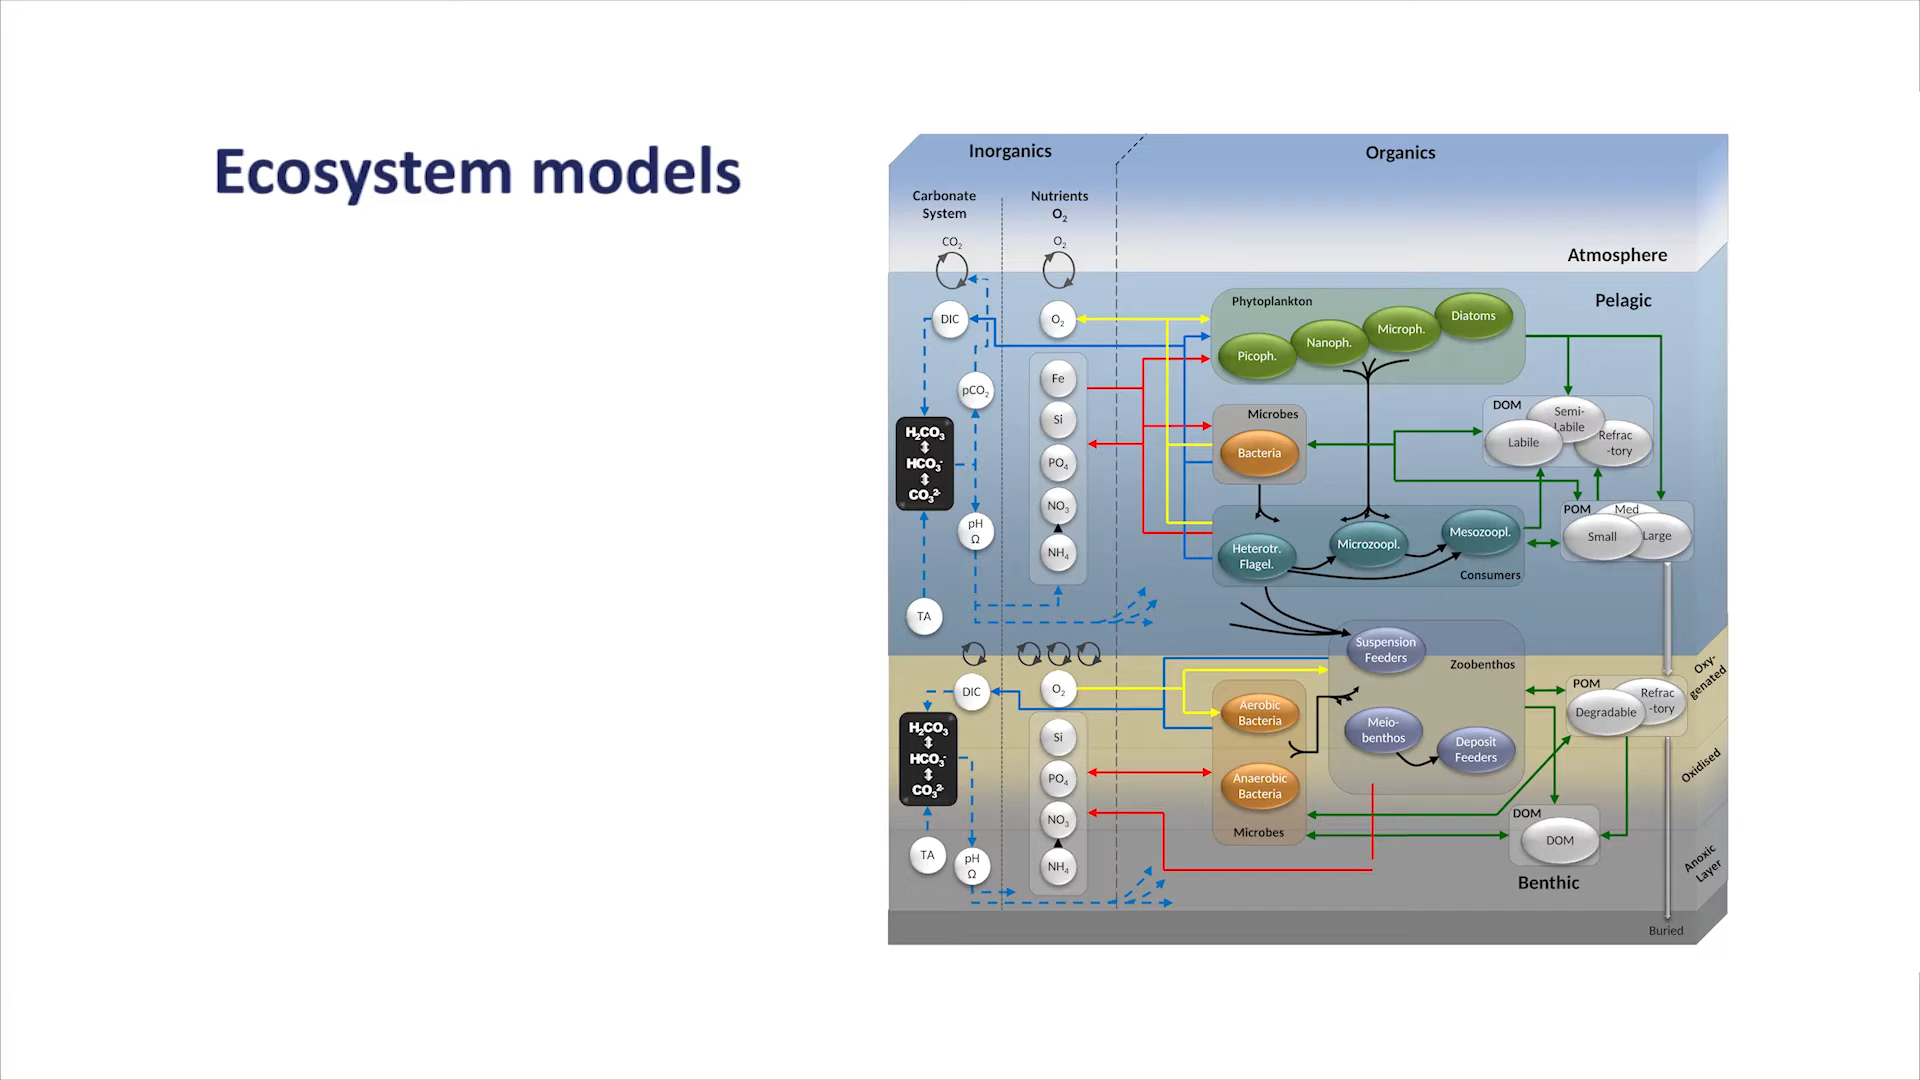 Ecosystem models
Inorganics
Organics
Carbonate
System
Nutrients
O2
CO2
O2
Atmosphere
Pelagic
DIC
O2
pCO2
Fe
Si
PO4
NO3
NH4
H2CO3
HCO3-
CO32-
pH
Ω
TA
Phytoplankton
Picoph.
Nanoph.
Microph.
Diatoms
Microbes
Bacteria
DOM
Labile
Semi-
Labile
Refrac
-tory
POM
Small
Med
Large
Heterotr.
Flagel.
Microzoopl.
Mesozoopl.
Consumers
DIC
O2
H2CO3
HCO3-
CO32-
TA
pH
Ω
Si
PO4
NO3
NH4
Suspension
Feeders
Zoobenthos
Aerobic
Bacteria
Anaerobic
Bacteria
Microbes
Meio-
benthos
Deposit
Feeders
POM
Degradable
Refrac
-tory
DOM
DOM
Benthic
Oxy-
genated
Oxidised
Anoxic
Layer
Buried